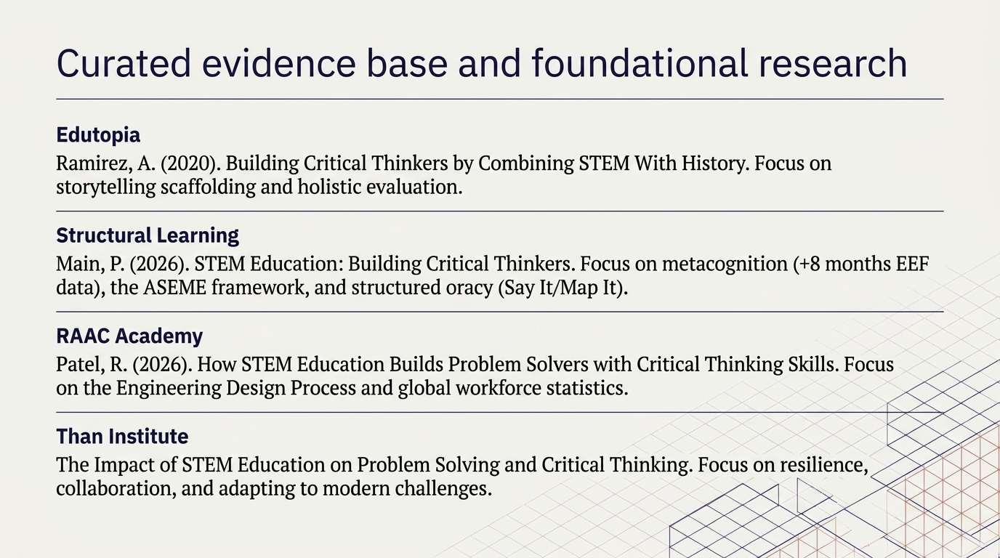 Curated evidence base and foundational research
Edutopia
Ramirez, A. (2020). Building Critical Thinkers by Combining STEM With History. Focus on
storytelling scaffolding and holistic evaluation.
Structural Learning
Main, P. (2026). STEM Education: Building Critical Thinkers. Focus on metacognition (+8 months EEF
data), the ASEME framework, and structured oracy (Say It/Map It).
RAAC Academy
Patel, R. (2026). How STEM Education Builds Problem Solvers with Critical Thinking Skills. Focus
on the Engineering Design Process and global workforce statistics.
Than Institute
The Impact of STEM Education on Problem Solving and Critical Thinking. Focus on resilience,
collaboration, and adapting to modern challenges.